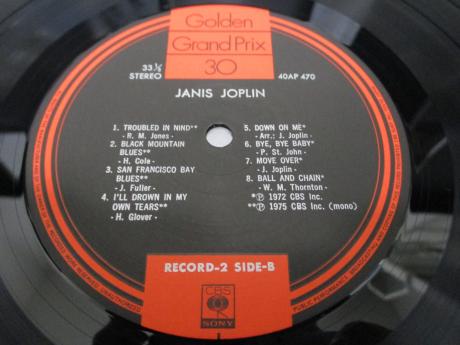 Golden
Grand Prix
30
33⅓
STEREO
40AP 470
JANIS JOPLIN
1. TROUBLED IN NIND**
- R. M. Jones -
2. BLACK MOUNTAIN
BLUES**
- H. Cole -
3. SAN FRANCISCO BAY
BLUES**
- J. Fuller -
4. I'LL DROWN IN MY
OWN TEARS**
- H. Glover -
5. DOWN ON ME*
- Arr.: J. Joplin -
6. BYE, BYE BABY*
- P. St. John -
7. MOVE OVER*
- J. Joplin -
8. BALL AND CHAIN*
- W. M. Thornton -
*Ⓟ 1972 CBS Inc.
**Ⓟ 1975 CBS Inc. (mono)
RECORD-2 SIDE-B
CBS
SONY